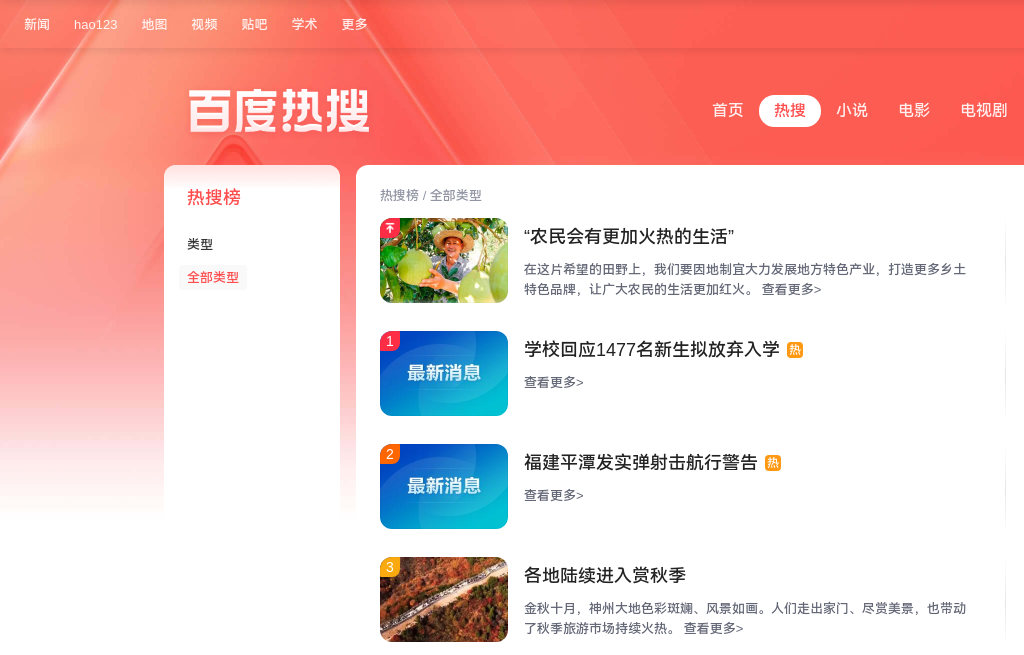 新闻 hao123 地图 视频 贴吧 学术 更多
百度热搜
首页 热搜 小说 电影 电视剧
热搜榜
类型
全部类型
热搜榜 / 全部类型
“农民会有更加火热的生活”
在这片希望的田野上，我们要因地制宜大力发展地方特色产业，打造更多乡土
特色品牌，让广大农民的生活更加红火。 查看更多>
1
最新消息
学校回应1477名新生拟放弃入学 热
查看更多>
2
最新消息
福建平潭发实弹射击航行警告 热
查看更多>
3
各地陆续进入赏秋季
金秋十月，神州大地色彩斑斓、风景如画。人们走出家门、尽赏美景，也带动
了秋季旅游市场持续火热。 查看更多>